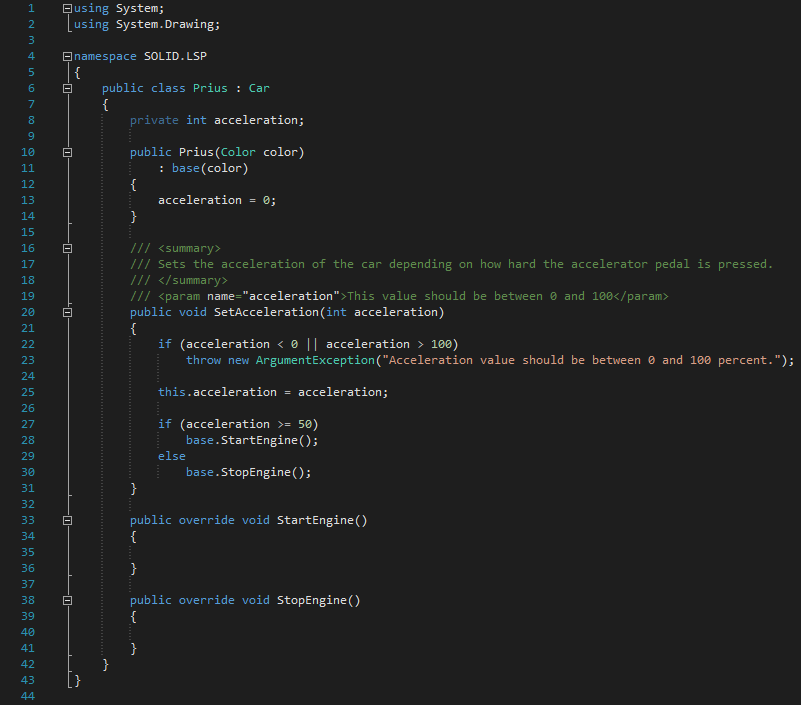 1 using System;
2 using System.Drawing;
3
4 namespace SOLID.LSP
5 {
6     public class Prius : Car
7     {
8         private int acceleration;
9
10         public Prius(Color color)
11             : base(color)
12         {
13             acceleration = 0;
14         }
15
16         /// <summary>
17         /// Sets the acceleration of the car depending on how hard the accelerator pedal is pressed.
18         /// </summary>
19         /// <param name="acceleration">This value should be between 0 and 100</param>
20         public void SetAcceleration(int acceleration)
21         {
22             if (acceleration < 0 || acceleration > 100)
23                 throw new ArgumentException("Acceleration value should be between 0 and 100 percent.");
24
25             this.acceleration = acceleration;
26
27             if (acceleration >= 50)
28                 base.StartEngine();
29             else
30                 base.StopEngine();
31         }
32
33         public override void StartEngine()
34         {
35
36         }
37
38         public override void StopEngine()
39         {
40
41         }
42     }
43 }
44